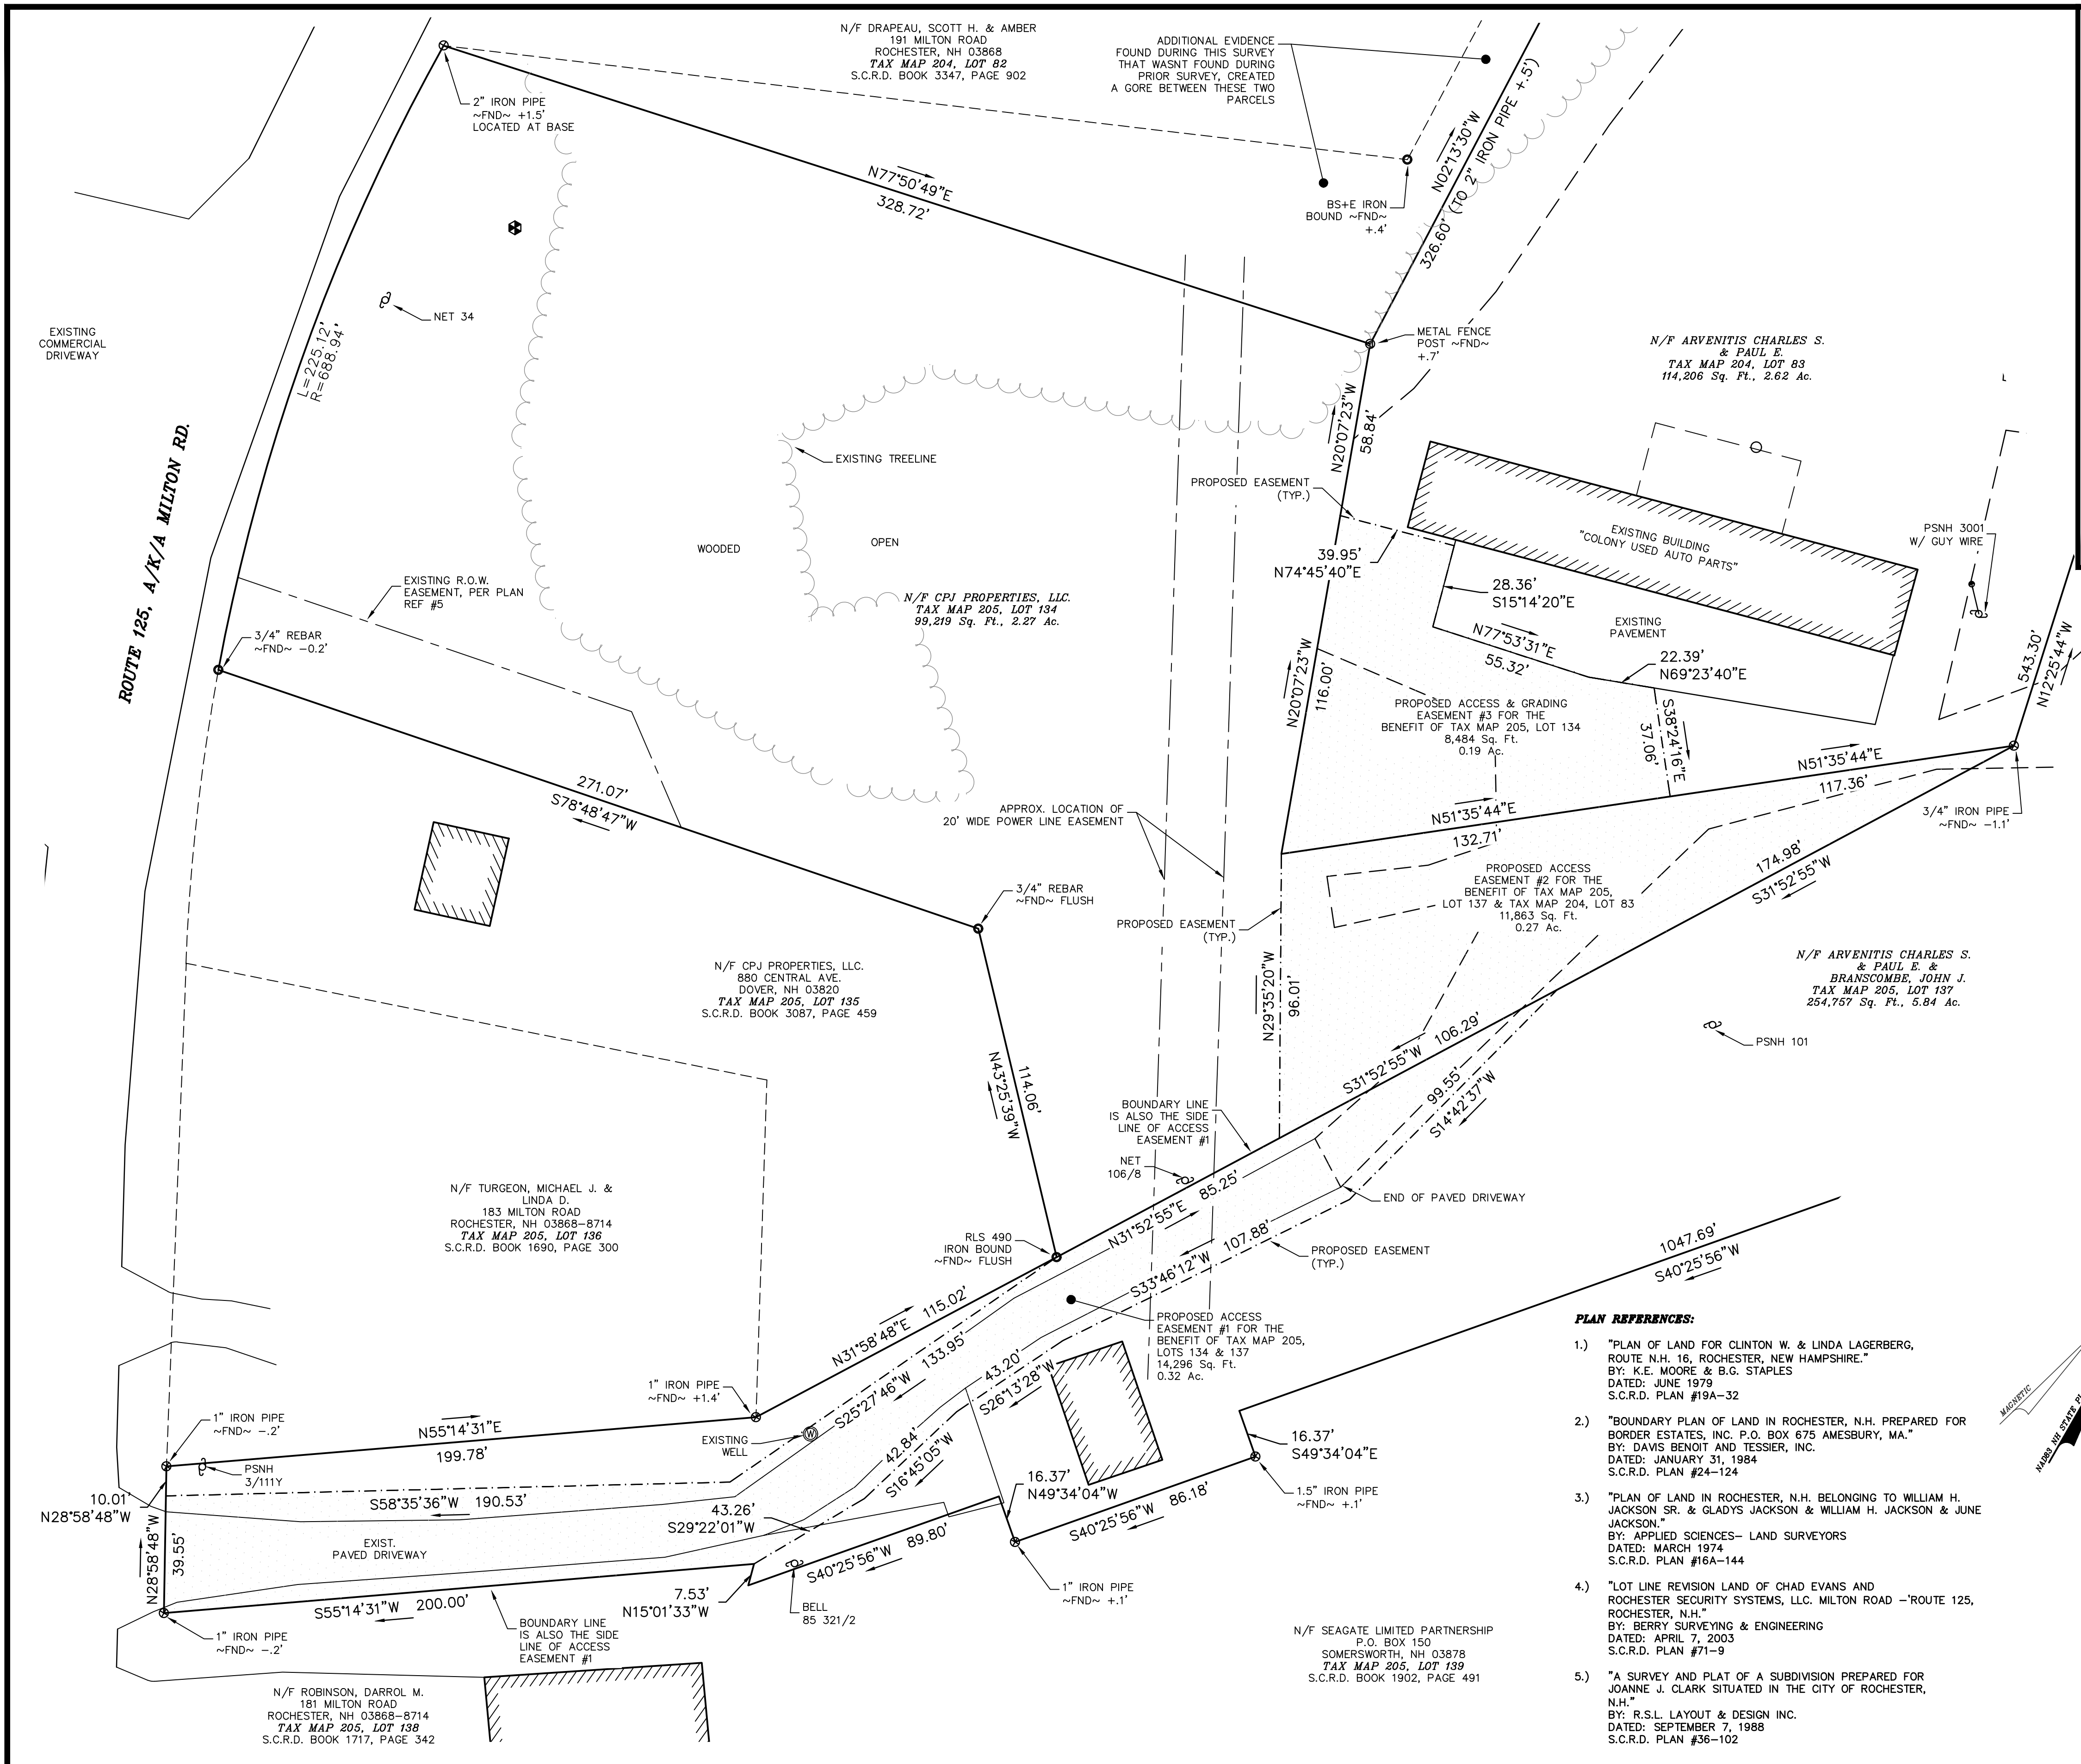 N/F DRAPEAU, SCOTT H. & AMBER
191 MILTON ROAD
ROCHESTER, NH 03868
TAX MAP 204, LOT 82
S.C.R.D. BOOK 3347, PAGE 902
ADDITIONAL EVIDENCE
FOUND DURING THIS SURVEY
THAT WASNT FOUND DURING
PRIOR SURVEY, CREATED
A GORE BETWEEN THESE TWO
PARCELS
2" IRON PIPE
~FND~ +1.5'
LOCATED AT BASE
N77°50'49"E
328.72'
N02°13'30"W
326.60' (TO 2" IRON PIPE +.5')
BS+E IRON
BOUND ~FND~
+.4'
NET 34
EXISTING
COMMERCIAL
DRIVEWAY
L=225.12'
R=688.94'
METAL FENCE
POST ~FND~
+.7'
N/F ARVENITIS CHARLES S.
& PAUL E.
TAX MAP 204, LOT 83
114,206 Sq. Ft., 2.62 Ac.
ROUTE 125, A/K/A MILTON RD.
EXISTING TREELINE
N20°07'23"W
58.84'
PROPOSED EASEMENT
(TYP.)
WOODED
OPEN
EXISTING BUILDING
"COLONY USED AUTO PARTS"
PSNH 3001
W/ GUY WIRE
39.95'
N74°45'40"E
EXISTING R.O.W.
EASEMENT, PER PLAN
REF #5
N/F CPJ PROPERTIES, LLC.
TAX MAP 205, LOT 134
99,219 Sq. Ft., 2.27 Ac.
28.36'
S15°14'20"E
EXISTING
PAVEMENT
3/4" REBAR
~FND~ -0.2'
N77°53'31"E
55.32'
22.39'
N69°23'40"E
543.30'
N12°25'44"W
N20°07'23"W
116.00'
PROPOSED ACCESS & GRADING
EASEMENT #3 FOR THE
BENEFIT OF TAX MAP 205, LOT 134
8,484 Sq. Ft.
0.19 Ac.
S38°24'16"E
37.06'
N51°35'44"E
117.36'
271.07'
S78°48'47"W
APPROX. LOCATION OF
20' WIDE POWER LINE EASEMENT
N51°35'44"E
132.71'
3/4" IRON PIPE
~FND~ -1.1'
3/4" REBAR
~FND~ FLUSH
PROPOSED ACCESS
EASEMENT #2 FOR THE
BENEFIT OF TAX MAP 205,
LOT 137 & TAX MAP 204, LOT 83
11,863 Sq. Ft.
0.27 Ac.
174.98'
S31°52'55"W
PROPOSED EASEMENT
(TYP.)
N/F CPJ PROPERTIES, LLC.
880 CENTRAL AVE.
DOVER, NH 03820
TAX MAP 205, LOT 135
S.C.R.D. BOOK 3087, PAGE 459
N29°35'20"W
96.01'
N/F ARVENITIS CHARLES S.
& PAUL E. &
BRANSCOMBE, JOHN J.
TAX MAP 205, LOT 137
254,757 Sq. Ft., 5.84 Ac.
PSNH 101
S31°52'55"W 106.29'
N43°25'39"W
114.06'
99.55'
S14°42'37"W
BOUNDARY LINE
IS ALSO THE SIDE
LINE OF ACCESS
EASEMENT #1
NET
106/8
N31°52'55"E 85.25'
END OF PAVED DRIVEWAY
N/F TURGEON, MICHAEL J. &
LINDA D.
183 MILTON ROAD
ROCHESTER, NH 03868-8714
TAX MAP 205, LOT 136
S.C.R.D. BOOK 1690, PAGE 300
RLS 490
IRON BOUND
~FND~ FLUSH
S33°46'12"W 107.88'
PROPOSED EASEMENT
(TYP.)
1047.69'
S40°25'56"W
N31°58'48"E 115.02'
S25°27'46"W 133.95'
PROPOSED ACCESS
EASEMENT #1 FOR THE
BENEFIT OF TAX MAP 205,
LOTS 134 & 137
14,296 Sq. Ft.
0.32 Ac.
43.20'
S26°13'28"W
1" IRON PIPE
~FND~ +1.4'
1" IRON PIPE
~FND~ -.2'
N55°14'31"E
199.78'
EXISTING
WELL
W
42.84'
S16°45'05"W
16.37'
S49°34'04"E
1.5" IRON PIPE
~FND~ +.1'
PSNH
3/111Y
10.01'
N28°58'48"W
S58°35'36"W 190.53'
43.26'
S29°22'01"W
16.37'
N49°34'04"W
S40°25'56"W 86.18'
N28°58'48"W
39.55'
EXIST.
PAVED DRIVEWAY
S40°25'56"W 89.80'
7.53'
N15°01'33"W
BELL
85 321/2
1" IRON PIPE
~FND~ +.1'
S55°14'31"W 200.00'
1" IRON PIPE
~FND~ -.2'
BOUNDARY LINE
IS ALSO THE SIDE
LINE OF ACCESS
EASEMENT #1
N/F ROBINSON, DARROL M.
181 MILTON ROAD
ROCHESTER, NH 03868-8714
TAX MAP 205, LOT 138
S.C.R.D. BOOK 1717, PAGE 342
N/F SEAGATE LIMITED PARTNERSHIP
P.O. BOX 150
SOMERSWORTH, NH 03878
TAX MAP 205, LOT 139
S.C.R.D. BOOK 1902, PAGE 491
PLAN REFERENCES:
1.) "PLAN OF LAND FOR CLINTON W. & LINDA LAGERBERG,
ROUTE N.H. 16, ROCHESTER, NEW HAMPSHIRE."
BY: K.E. MOORE & B.G. STAPLES
DATED: JUNE 1979
S.C.R.D. PLAN #19A-32
2.) "BOUNDARY PLAN OF LAND IN ROCHESTER, N.H. PREPARED FOR
BORDER ESTATES, INC. P.O. BOX 675 AMESBURY, MA."
BY: DAVIS BENOIT AND TESSIER, INC.
DATED: JANUARY 31, 1984
S.C.R.D. PLAN #24-124
3.) "PLAN OF LAND IN ROCHESTER, N.H. BELONGING TO WILLIAM H.
JACKSON SR. & GLADYS JACKSON & WILLIAM H. JACKSON & JUNE
JACKSON."
BY: APPLIED SCIENCES- LAND SURVEYORS
DATED: MARCH 1974
S.C.R.D. PLAN #16A-144
4.) "LOT LINE REVISION LAND OF CHAD EVANS AND
ROCHESTER SECURITY SYSTEMS, LLC. MILTON ROAD -'ROUTE 125,
ROCHESTER, N.H."
BY: BERRY SURVEYING & ENGINEERING
DATED: APRIL 7, 2003
S.C.R.D. PLAN #71-9
5.) "A SURVEY AND PLAT OF A SUBDIVISION PREPARED FOR
JOANNE J. CLARK SITUATED IN THE CITY OF ROCHESTER,
N.H."
BY: R.S.L. LAYOUT & DESIGN INC.
DATED: SEPTEMBER 7, 1988
S.C.R.D. PLAN #36-102
MAGNETIC
NAD83 NH STATE